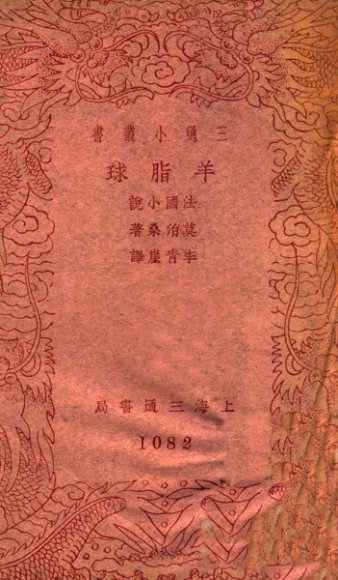 三通小叢書
羊脂球
法國小說
莫泊桑著
李青崖譯
上海三通書局
1082